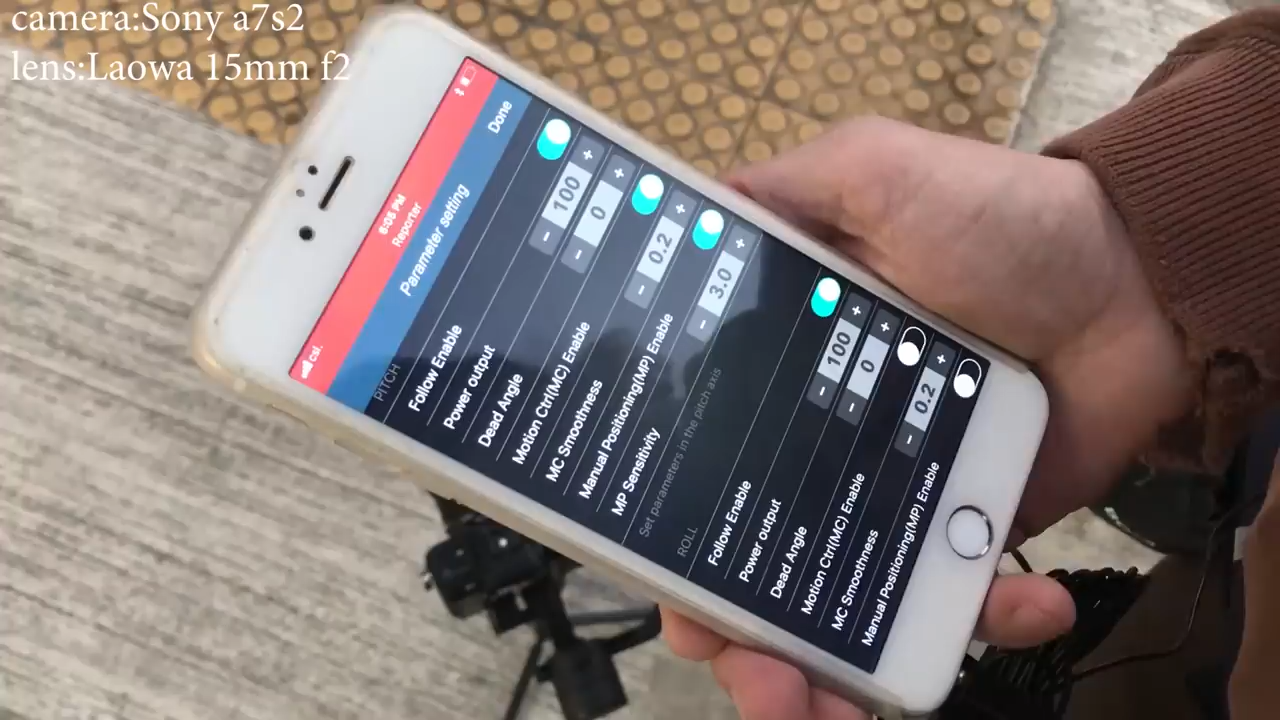 camera:Sony a7s2
lens:Laowa 15mm f2
csl.
6:05 PM
Reporter
Parameter setting
Done
PITCH
Follow Enable
Power output
- 100 +
Dead Angle
- 0 +
Motion Ctrl(MC) Enable
MC Smoothness
- 0.2 +
Manual Positioning(MP) Enable
MP Sensitivity
- 3.0 +
Set parameters in the pitch axis
ROLL
Follow Enable
Power output
- 100 +
Dead Angle
- 0 +
Motion Ctrl(MC) Enable
MC Smoothness
- 0.2 +
Manual Positioning(MP) Enable